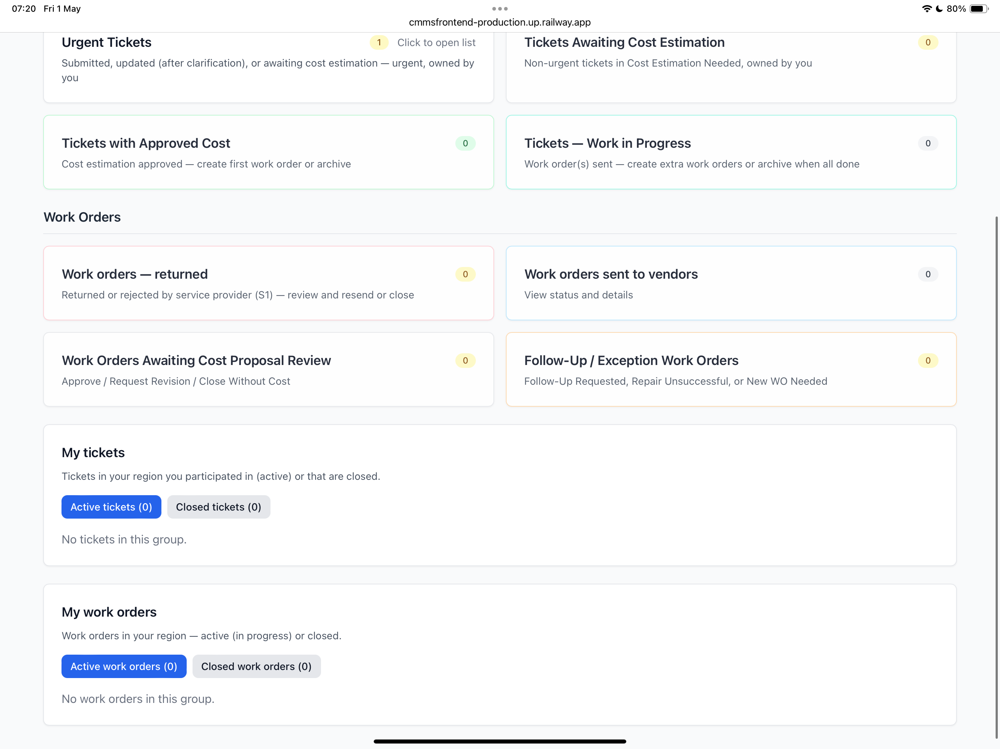 07:20 Fri 1 May
80%
cmmsfrontend-production.up.railway.app
Urgent Tickets
1
Click to open list
Submitted, updated (after clarification), or awaiting cost estimation — urgent, owned by
you
Tickets Awaiting Cost Estimation
0
Non-urgent tickets in Cost Estimation Needed, owned by you
Tickets with Approved Cost
0
Cost estimation approved — create first work order or archive
Tickets — Work in Progress
0
Work order(s) sent — create extra work orders or archive when all done
Work Orders
Work orders — returned
0
Returned or rejected by service provider (S1) — review and resend or close
Work orders sent to vendors
0
View status and details
Work Orders Awaiting Cost Proposal Review
0
Approve / Request Revision / Close Without Cost
Follow-Up / Exception Work Orders
0
Follow-Up Requested, Repair Unsuccessful, or New WO Needed
My tickets
Tickets in your region you participated in (active) or that are closed.
Active tickets (0)
Closed tickets (0)
No tickets in this group.
My work orders
Work orders in your region — active (in progress) or closed.
Active work orders (0)
Closed work orders (0)
No work orders in this group.